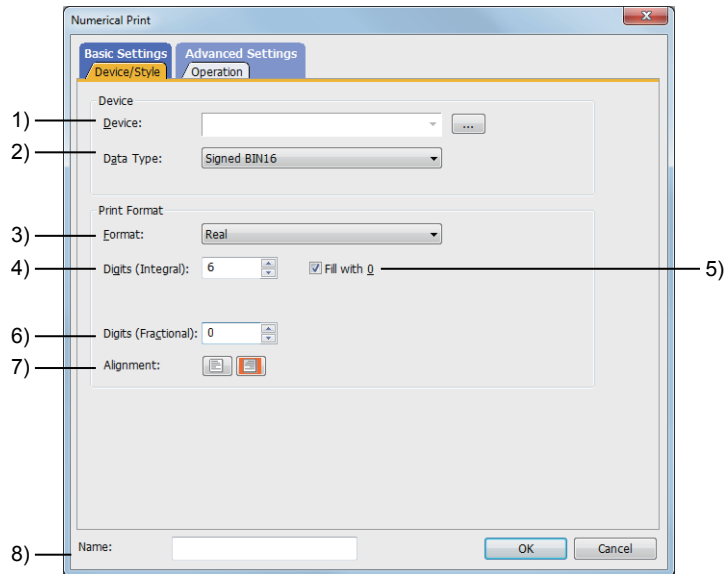 Numerical Print
x
Basic Settings Advanced Settings
Device/Style Operation
Device
1) Device: ...
2) Data Type: Signed BIN16
Print Format
3) Format: Real
4) Digits (Integral): 6 Fill with 0 5)
6) Digits (Fractional): 0
7) Alignment:
8) Name: OK Cancel